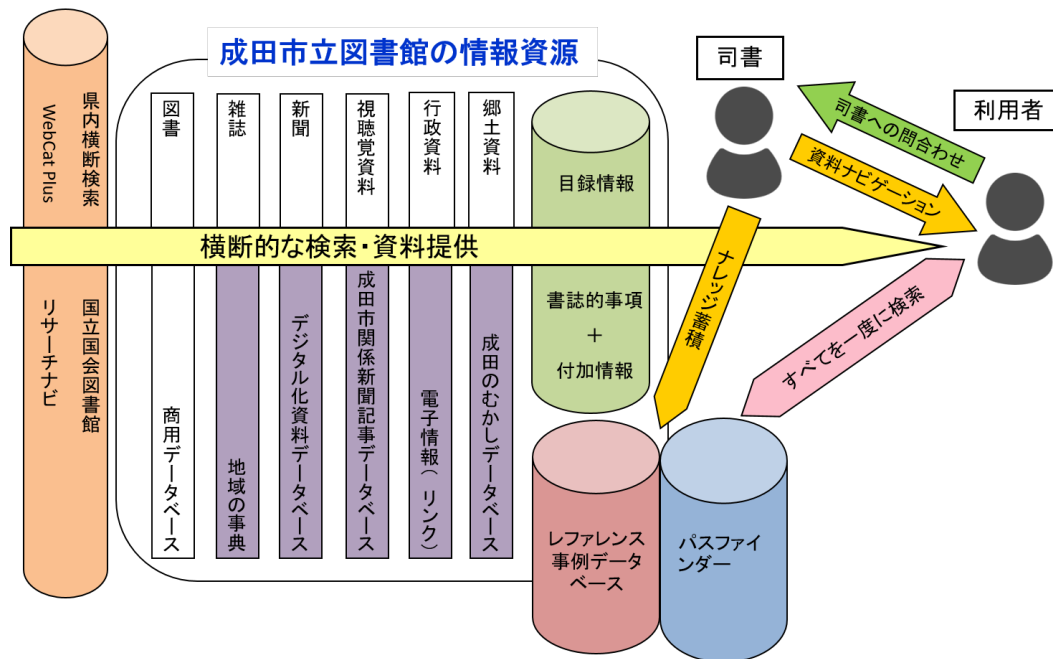 成田市立図書館の情報資源
県内横断検索
WebCat Plus
国立国会図書館
リサーチナビ
図書
雑誌
新聞
視聴覚資料
行政資料
郷土資料
商用データベース
地域の事典
デジタル化資料データベース
成田市関係新聞記事データベース
電子情報（リンク）
成田のむかしデータベース
目録情報
書誌的事項
＋
付加情報
横断的な検索・資料提供
司書
利用者
司書への問合わせ
資料ナビゲーション
ナレッジ蓄積
すべてを一度に検索
レファレンス
事例データ
ベース
パスファイ
ンダー